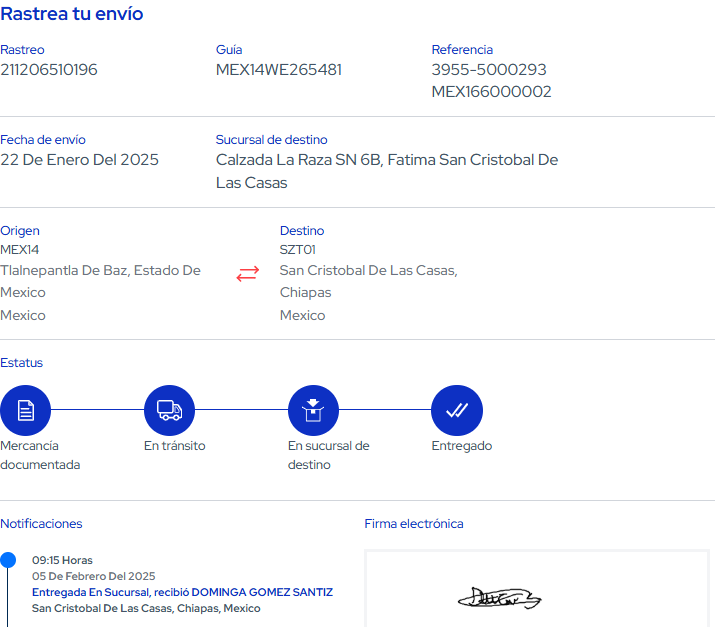 Rastrea tu envío
Rastreo Guía Referencia
211206510196 MEX14WE265481 3955-5000293
MEX166000002
Fecha de envío Sucursal de destino
22 De Enero Del 2025 Calzada La Raza SN 6B, Fatima San Cristobal De
Las Casas
Origen Destino
MEX14 SZT01
Tlalnepantla De Baz, Estado De San Cristobal De Las Casas,
Mexico Chiapas
Mexico Mexico
Estatus
Mercancía En tránsito En sucursal de Entregado
documentada destino
Notificaciones Firma electrónica
09:15 Horas
05 De Febrero Del 2025
Entregada En Sucursal, recibió DOMINGA GOMEZ SANTIZ
San Cristobal De Las Casas, Chiapas, Mexico